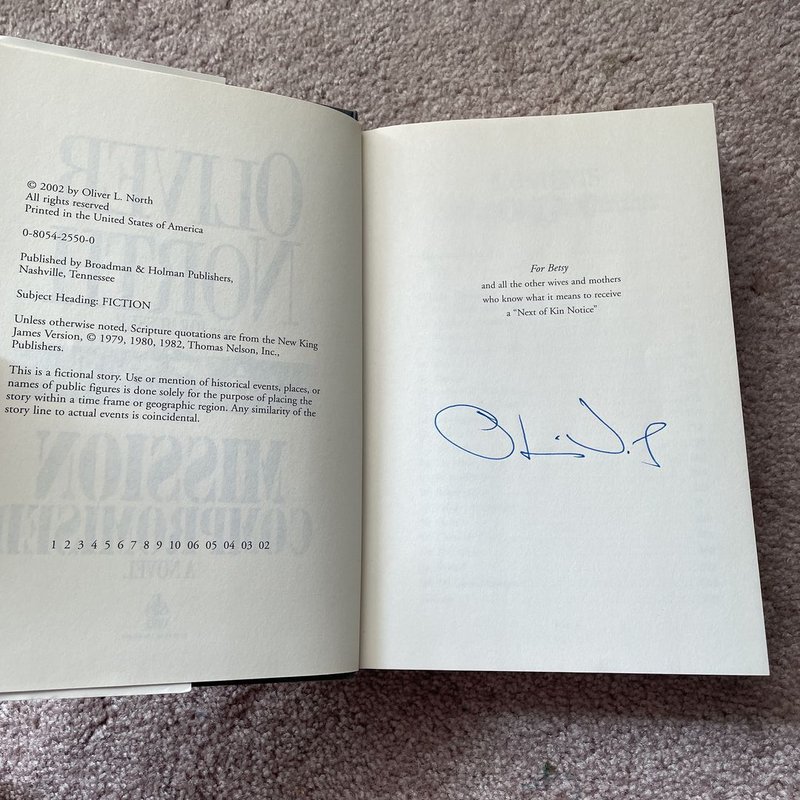 © 2002 by Oliver L. North
All rights reserved
Printed in the United States of America
0-8054-2550-0
Published by Broadman & Holman Publishers,
Nashville, Tennessee
Subject Heading: FICTION
Unless otherwise noted, Scripture quotations are from the New King
James Version, © 1979, 1980, 1982, Thomas Nelson, Inc.,
Publishers.
This is a fictional story. Use or mention of historical events, places, or
names of public figures is done solely for the purpose of placing the
story within a time frame or geographic region. Any similarity of the
story line to actual events is coincidental.
1 2 3 4 5 6 7 8 9 10 06 05 04 03 02
OLIVER
NORTH
MISSION
COMPROMISED
A NOVEL
For Betsy
and all the other wives and mothers
who know what it means to receive
a “Next of Kin Notice”